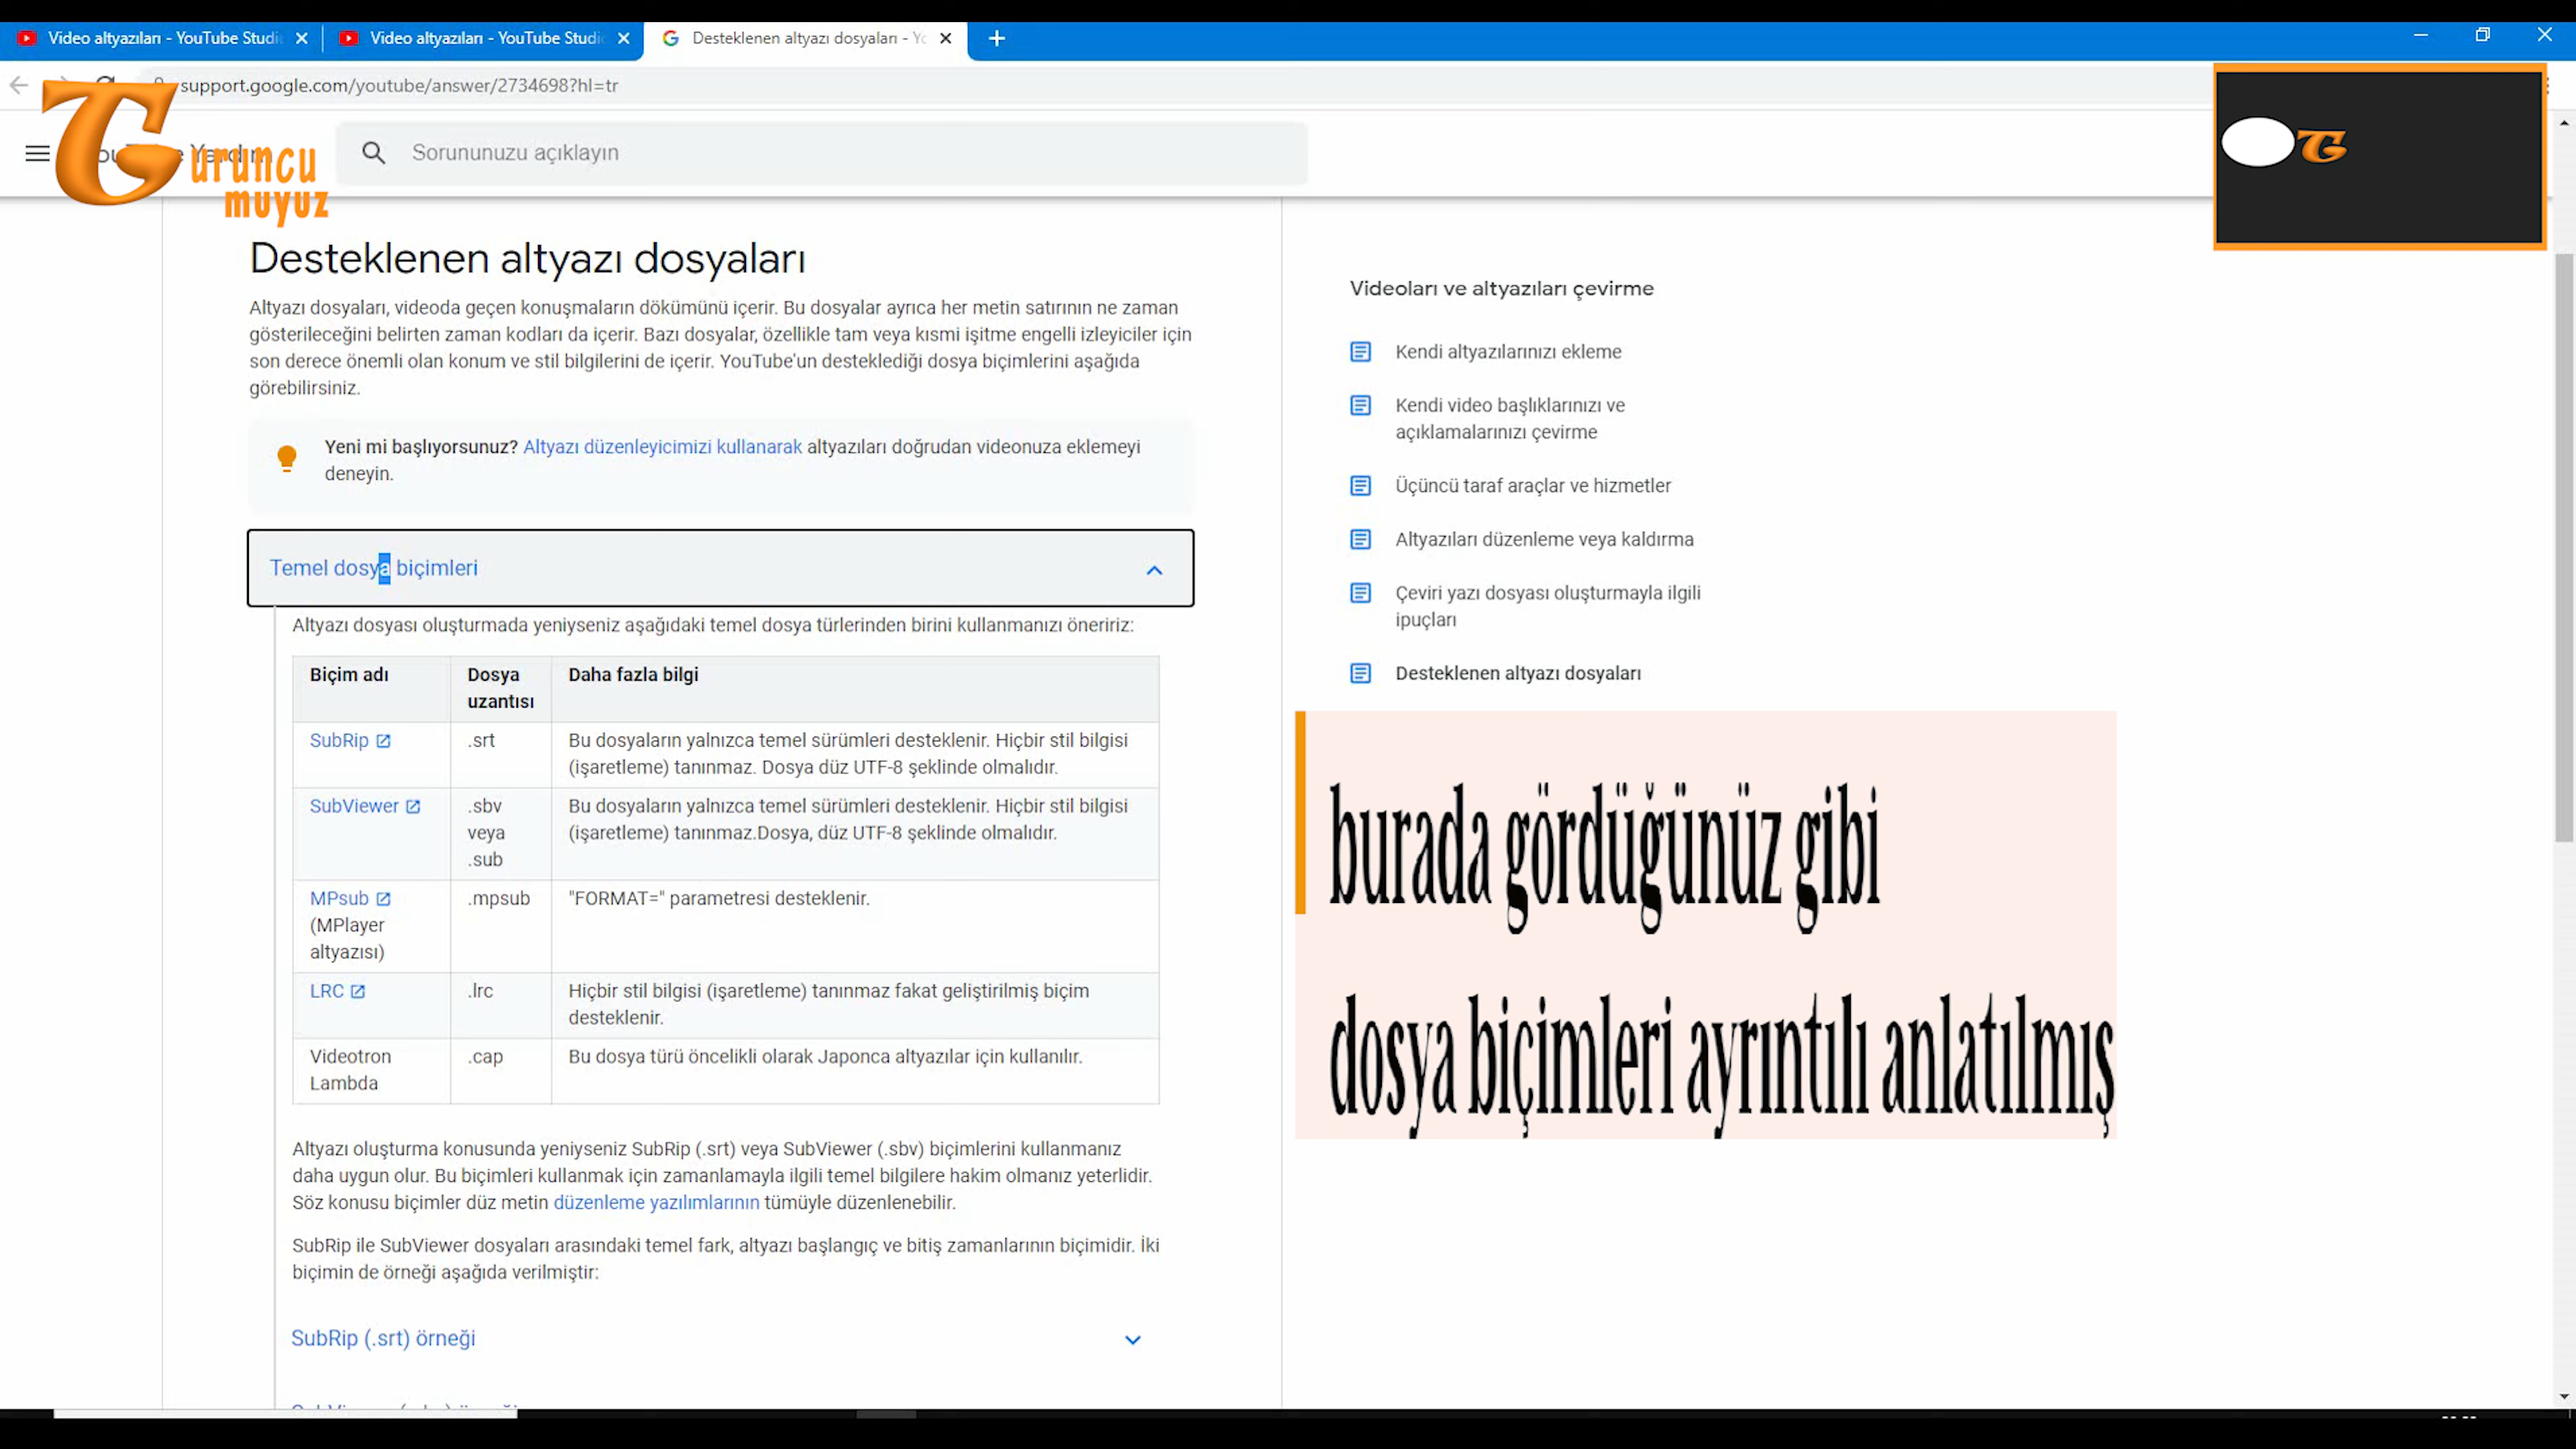 Video altyazıları - YouTube Studi
Video altyazıları - YouTube Studi
Desteklenen altyazı dosyaları - Yo
support.google.com/youtube/answer/2734698?hl=tr
Sorununuzu açıklayın
Turuncu
muyuz
TG
Desteklenen altyazı dosyaları
Altyazı dosyaları, videoda geçen konuşmaların dökümünü içerir. Bu dosyalar ayrıca her metin satırının ne zaman
gösterileceğini belirten zaman kodları da içerir. Bazı dosyalar, özellikle tam veya kısmi işitme engelli izleyiciler için
son derece önemli olan konum ve stil bilgilerini de içerir. YouTube'un desteklediği dosya biçimlerini aşağıda
görebilirsiniz.
Yeni mi başlıyorsunuz? Altyazı düzenleyicimizi kullanarak altyazıları doğrudan videonuza eklemeyi
deneyin.
Temel dosya biçimleri
Altyazı dosyası oluşturmada yeniyseniz aşağıdaki temel dosya türlerinden birini kullanmanızı öneririz:
Biçim adı
Dosya
uzantısı
Daha fazla bilgi
SubRip
.srt
Bu dosyaların yalnızca temel sürümleri desteklenir. Hiçbir stil bilgisi
(işaretleme) tanınmaz. Dosya düz UTF-8 şeklinde olmalıdır.
SubViewer
.sbv
veya
.sub
Bu dosyaların yalnızca temel sürümleri desteklenir. Hiçbir stil bilgisi
(işaretleme) tanınmaz.Dosya, düz UTF-8 şeklinde olmalıdır.
MPsub
(MPlayer
altyazısı)
.mpsub
"FORMAT=" parametresi desteklenir.
LRC
.lrc
Hiçbir stil bilgisi (işaretleme) tanınmaz fakat geliştirilmiş biçim
desteklenir.
Videotron
Lambda
.cap
Bu dosya türü öncelikli olarak Japonca altyazılar için kullanılır.
Altyazı oluşturma konusunda yeniyseniz SubRip (.srt) veya SubViewer (.sbv) biçimlerini kullanmanız
daha uygun olur. Bu biçimleri kullanmak için zamanlamayla ilgili temel bilgilere hakim olmanız yeterlidir.
Söz konusu biçimler düz metin düzenleme yazılımlarının tümüyle düzenlenebilir.
SubRip ile SubViewer dosyaları arasındaki temel fark, altyazı başlangıç ve bitiş zamanlarının biçimidir. İki
biçimin de örneği aşağıda verilmiştir:
SubRip (.srt) örneği
Videoları ve altyazıları çevirme
Kendi altyazılarınızı ekleme
Kendi video başlıklarınızı ve
açıklamalarınızı çevirme
Üçüncü taraf araçlar ve hizmetler
Altyazıları düzenleme veya kaldırma
Çeviri yazı dosyası oluşturmayla ilgili
ipuçları
Desteklenen altyazı dosyaları
burada gördüğünüz gibi
dosya biçimleri ayrıntılı anlatılmış